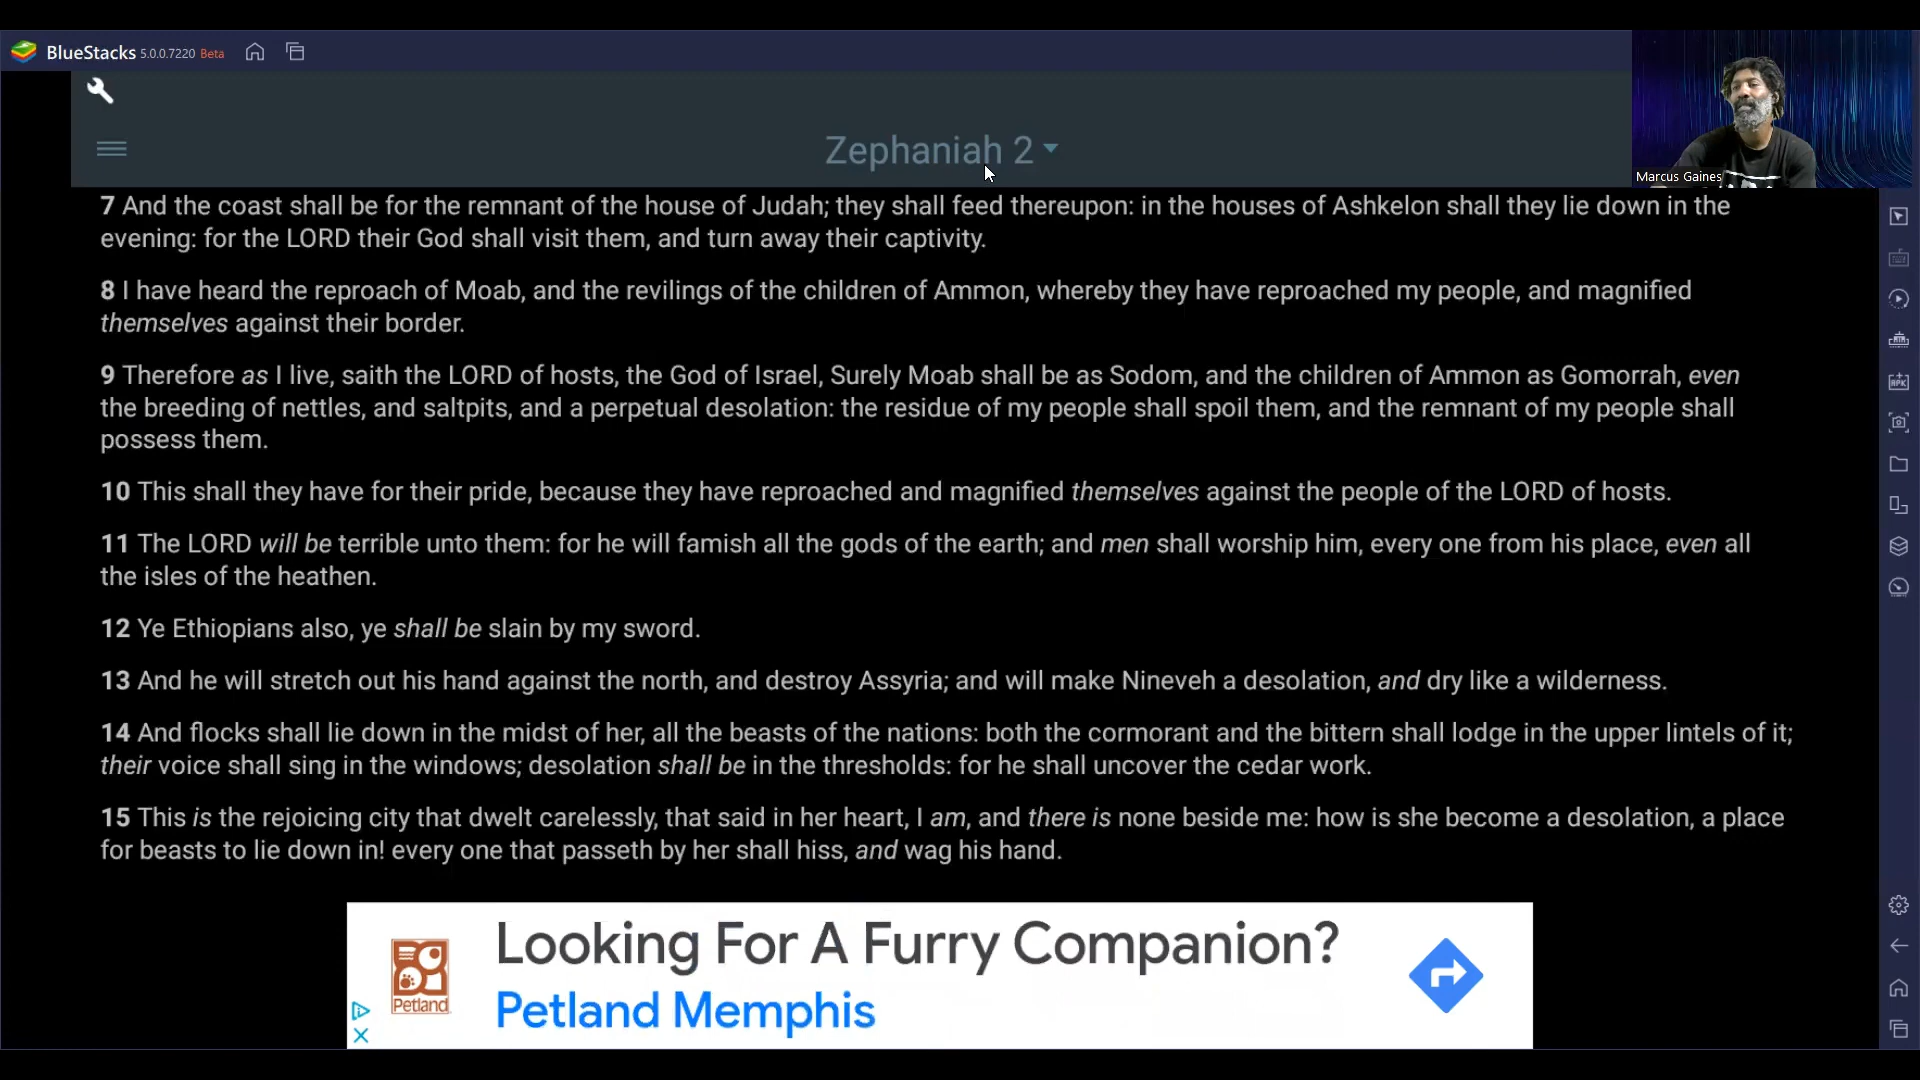 BlueStacks 5.0.0.7220 Beta
Zephaniah 2
Marcus Gaines
7 And the coast shall be for the remnant of the house of Judah; they shall feed thereupon: in the houses of Ashkelon shall they lie down in the
evening: for the LORD their God shall visit them, and turn away their captivity.
8 I have heard the reproach of Moab, and the revilings of the children of Ammon, whereby they have reproached my people, and magnified
themselves against their border.
9 Therefore as I live, saith the LORD of hosts, the God of Israel, Surely Moab shall be as Sodom, and the children of Ammon as Gomorrah, even
the breeding of nettles, and saltpits, and a perpetual desolation: the residue of my people shall spoil them, and the remnant of my people shall
possess them.
10 This shall they have for their pride, because they have reproached and magnified themselves against the people of the LORD of hosts.
11 The LORD will be terrible unto them: for he will famish all the gods of the earth; and men shall worship him, every one from his place, even all
the isles of the heathen.
12 Ye Ethiopians also, ye shall be slain by my sword.
13 And he will stretch out his hand against the north, and destroy Assyria; and will make Nineveh a desolation, and dry like a wilderness.
14 And flocks shall lie down in the midst of her, all the beasts of the nations: both the cormorant and the bittern shall lodge in the upper lintels of it;
their voice shall sing in the windows; desolation shall be in the thresholds: for he shall uncover the cedar work.
15 This is the rejoicing city that dwelt carelessly, that said in her heart, I am, and there is none beside me: how is she become a desolation, a place
for beasts to lie down in! every one that passeth by her shall hiss, and wag his hand.
Looking For A Furry Companion?
Petland
Petland Memphis